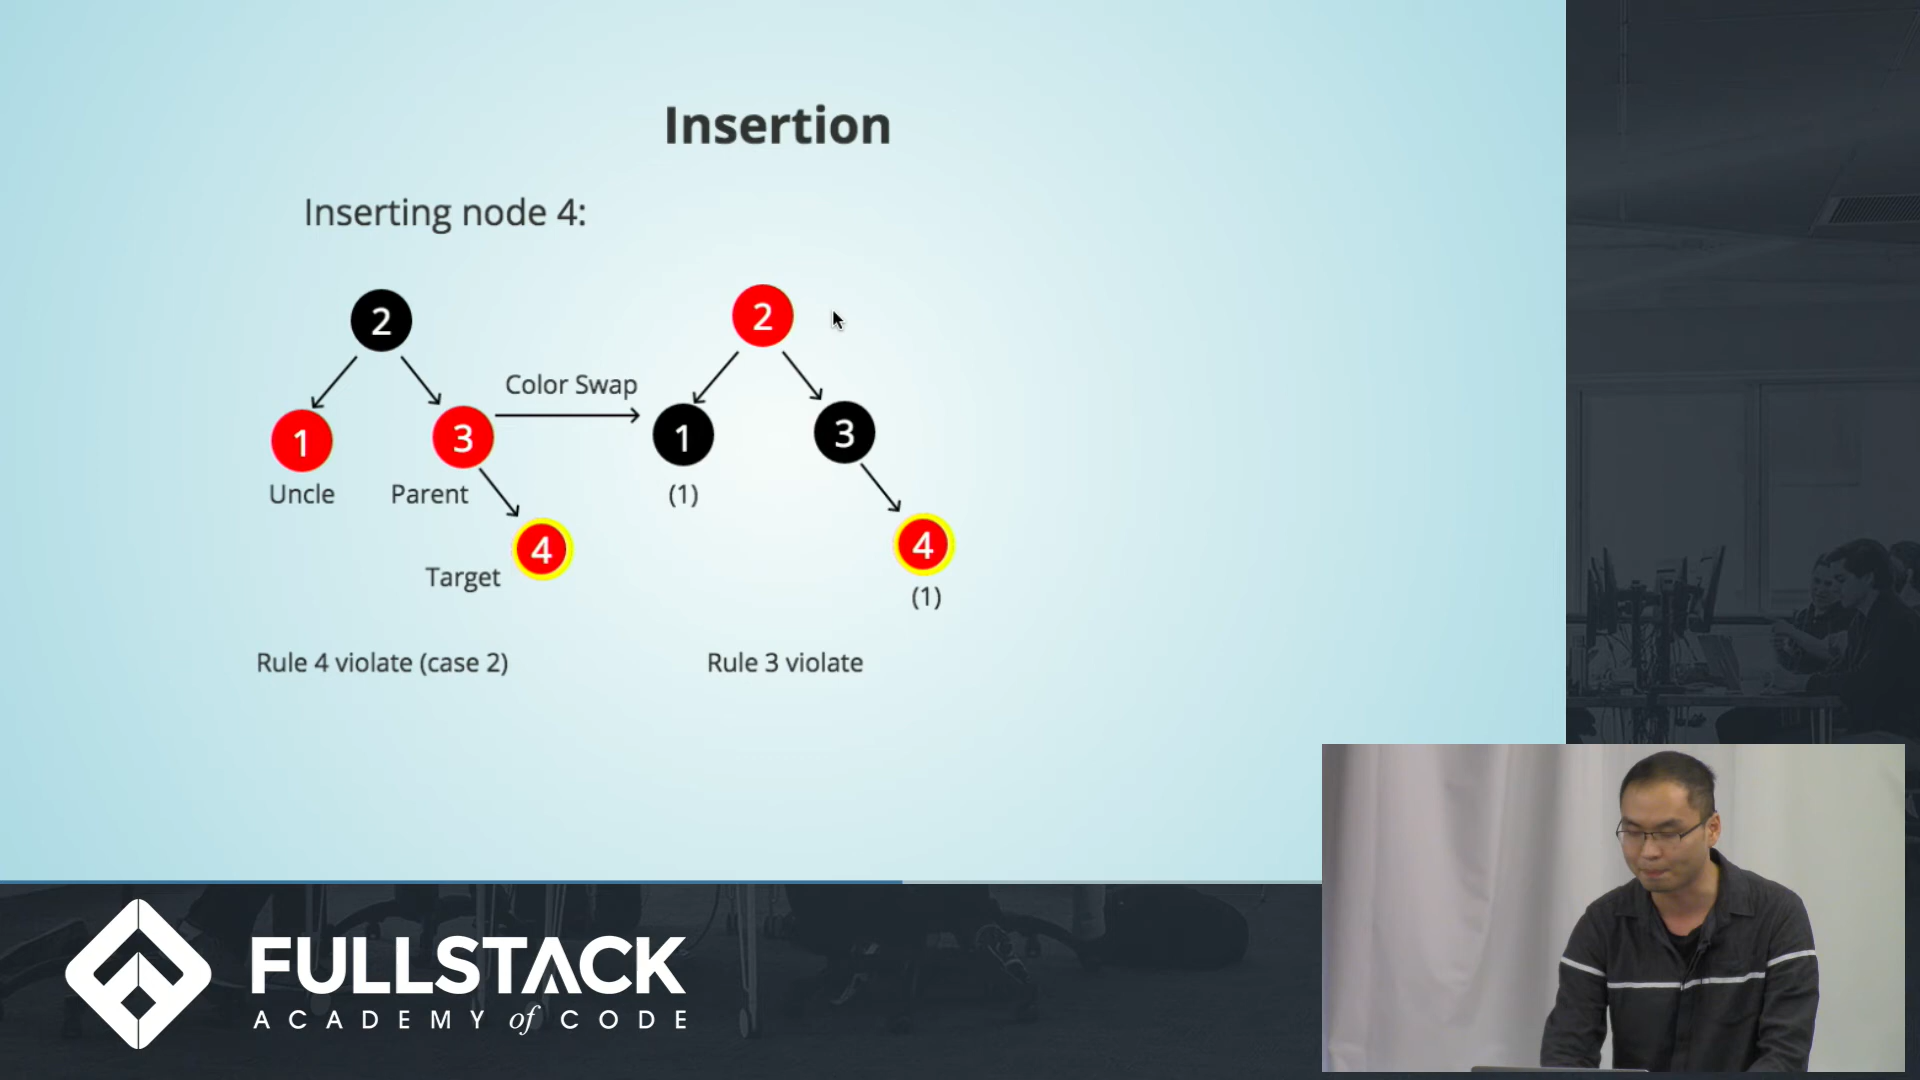 Insertion
Inserting node 4:
2
2
Color Swap
1
3
1
3
Uncle
Parent
(1)
4
4
Target
(1)
Rule 4 violate (case 2)
Rule 3 violate
FULLSTACK
ACADEMY of CODE